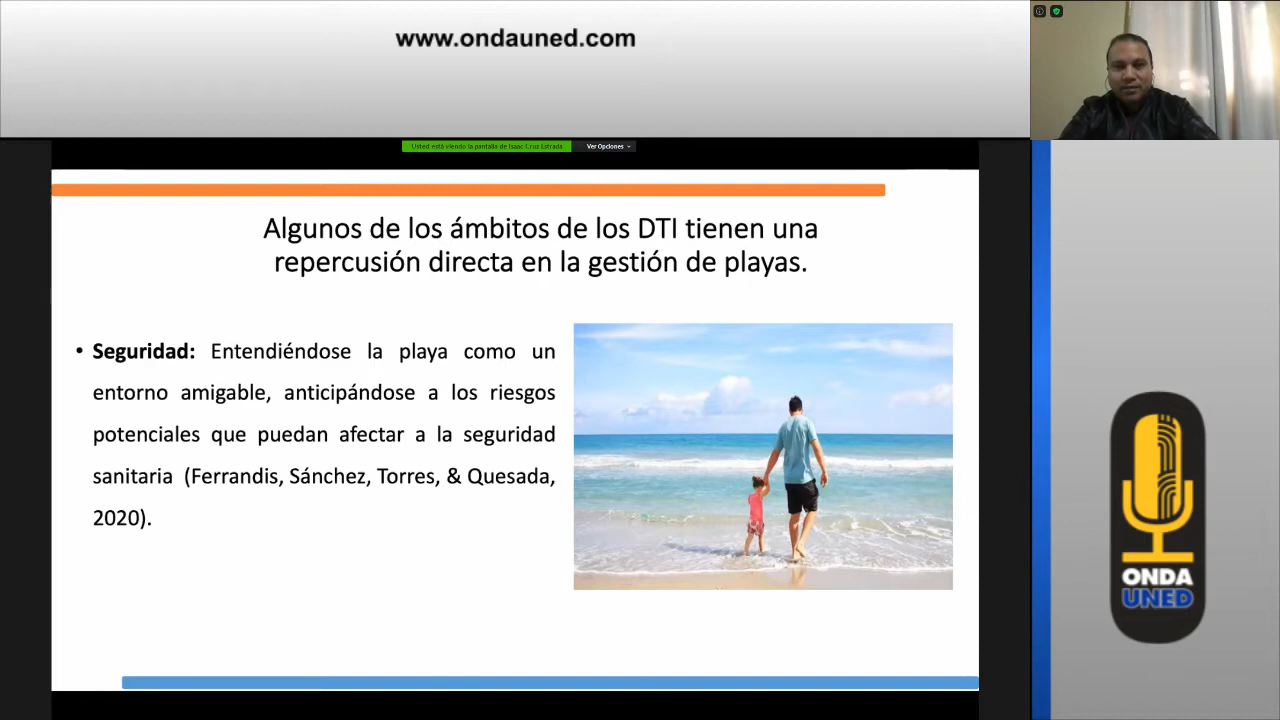 www.ondauned.com
Usted está viendo la pantalla de Isaac Cruz Estrada
Ver Opciones
Algunos de los ámbitos de los DTI tienen una
repercusión directa en la gestión de playas.
• Seguridad: Entendiéndose la playa como un
entorno amigable, anticipándose a los riesgos
potenciales que puedan afectar a la seguridad
sanitaria (Ferrandis, Sánchez, Torres, & Quesada,
2020).
ONDA
UNED